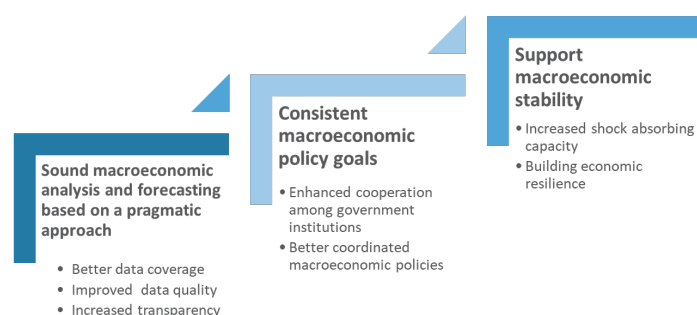 Sound macroeconomic
analysis and forecasting
based on a pragmatic
approach
• Better data coverage
• Improved data quality
• Increased transparency
Consistent
macroeconomic
policy goals
• Enhanced cooperation
among government
institutions
• Better coordinated
macroeconomic policies
Support
macroeconomic
stability
• Increased shock absorbing
capacity
• Building economic
resilience